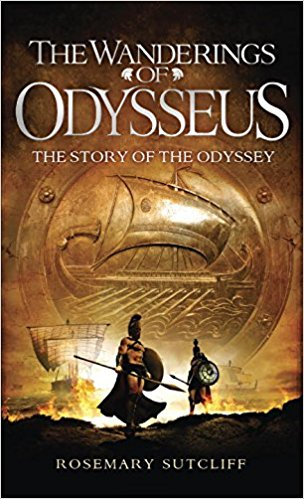 THE WANDERINGS
OF
ODYSSEUS
THE STORY OF THE ODYSSEY
ROSEMARY SUTCLIFF